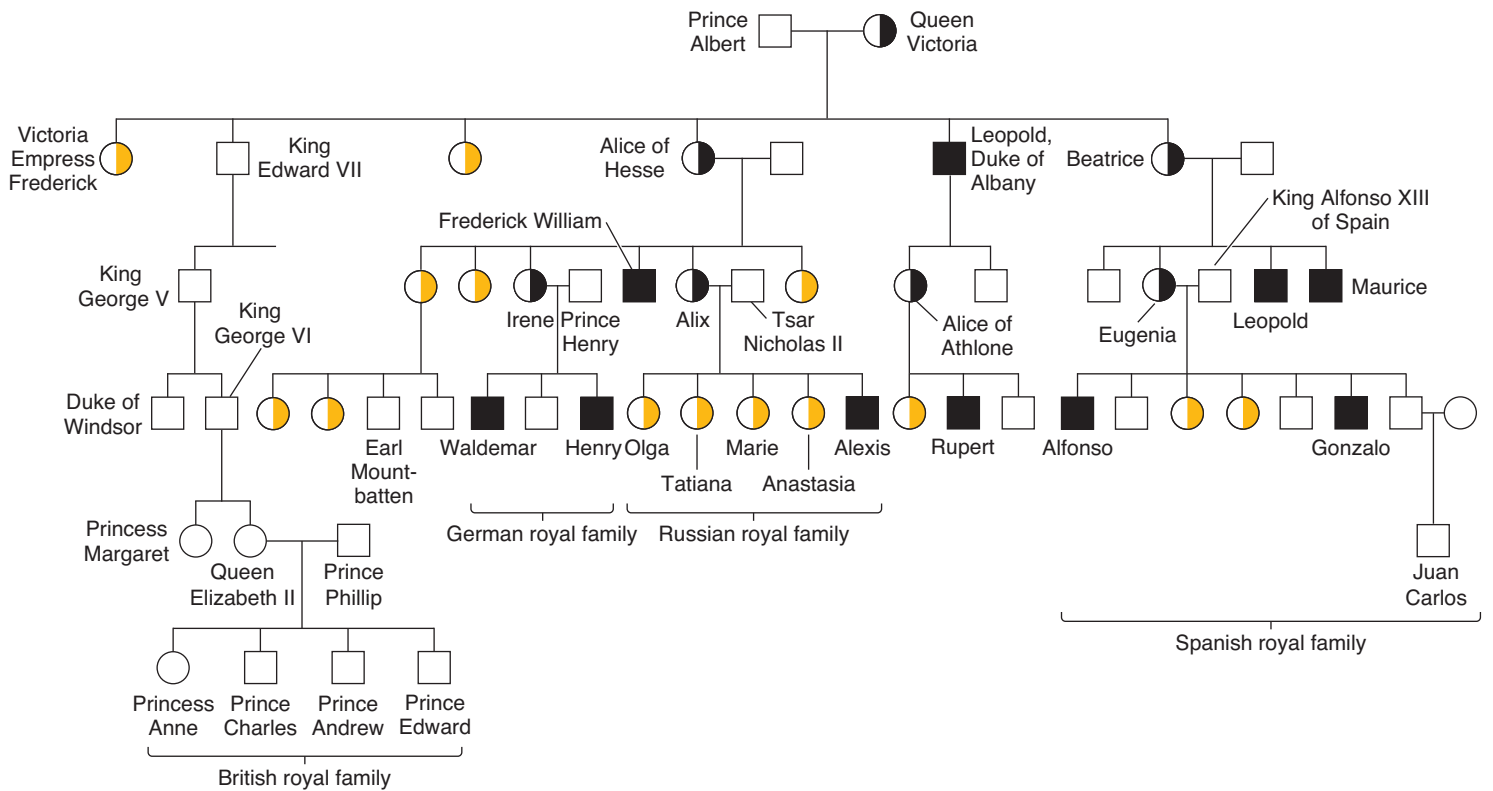 Prince
Albert
Queen
Victoria
Victoria
Empress
Frederick
King
Edward VII
Alice of
Hesse
Leopold,
Duke of
Albany
Beatrice
King Alfonso XIII
of Spain
Frederick William
King
George V
King
George VI
Irene
Prince
Henry
Alix
Tsar
Nicholas II
Alice of
Athlone
Eugenia
Leopold
Maurice
Duke of
Windsor
Earl
Mount-
batten
Waldemar
Henry
Olga
Tatiana
Marie
Anastasia
Alexis
Rupert
Alfonso
Gonzalo
German royal family
Russian royal family
Princess
Margaret
Queen
Elizabeth II
Prince
Phillip
Juan
Carlos
Spanish royal family
Princess
Anne
Prince
Charles
Prince
Andrew
Prince
Edward
British royal family